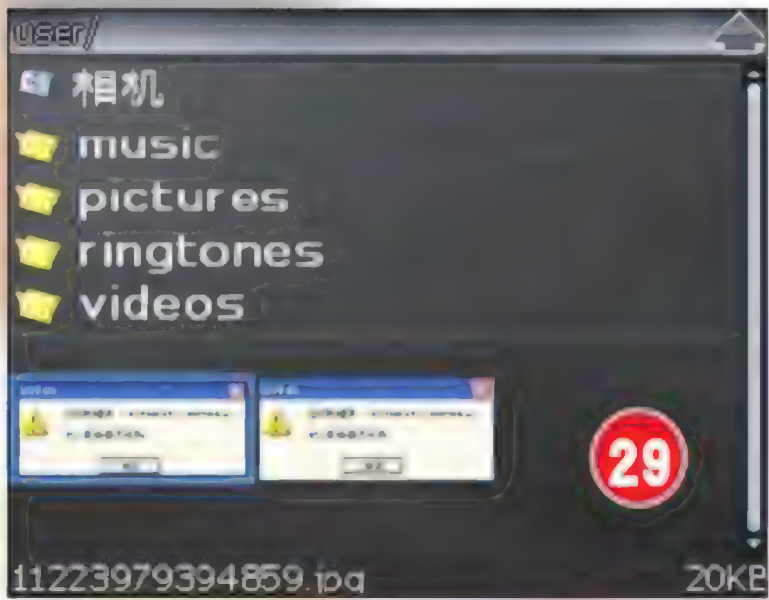 user/
相机
music
pictures
ringtones
videos
29
11223979394859.jpg
20KB